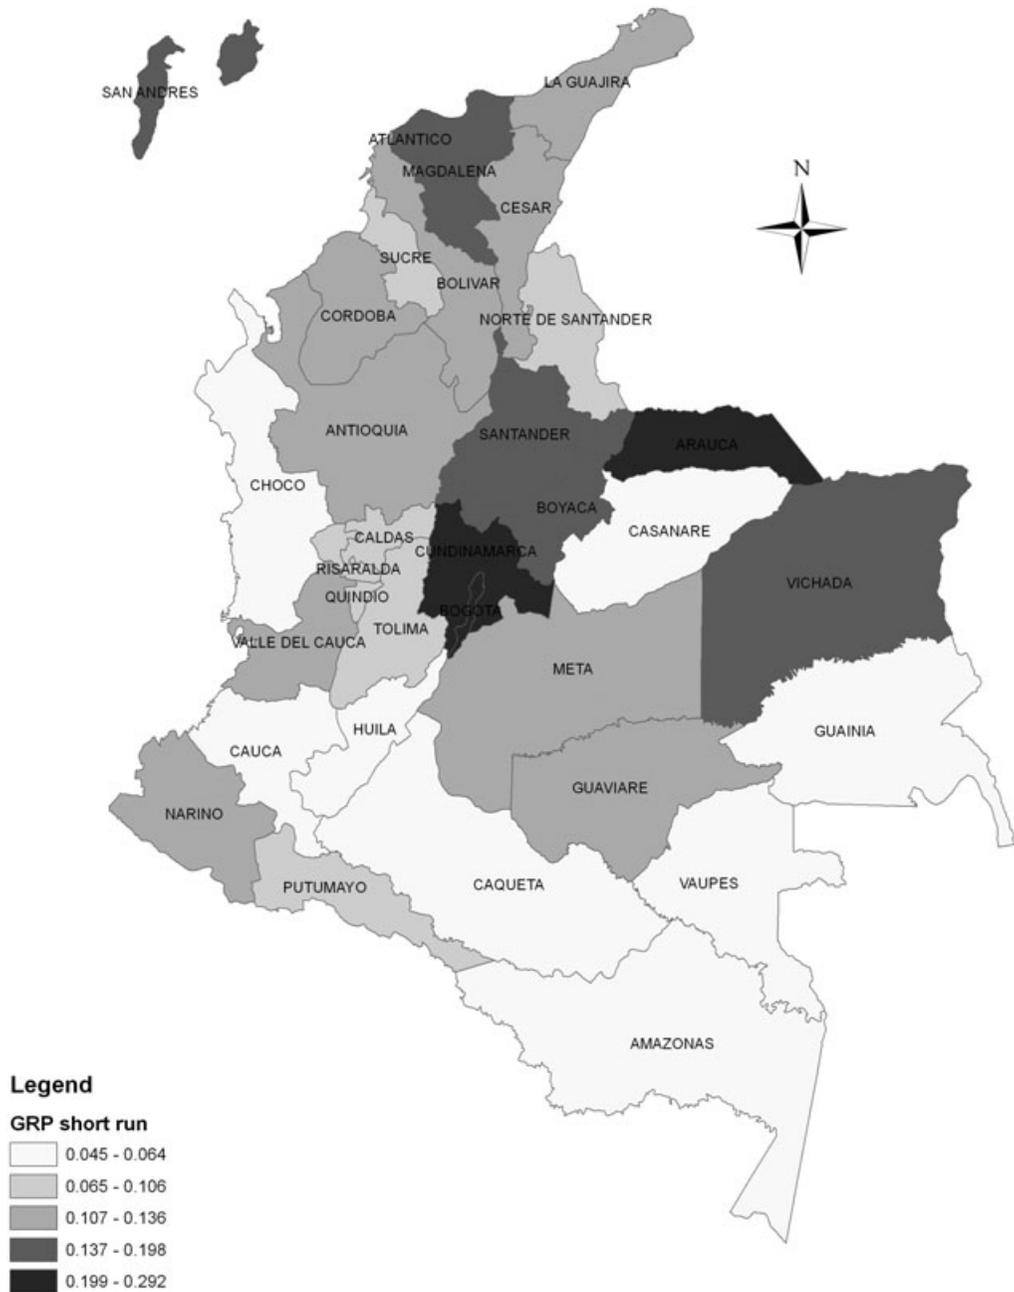 LA GUAJIRA
SAN ANDRES
ATLANTICO
MAGDALENA
N
CESAR
SUCRE
BOLIVAR
CORDOBA
NORTE DE SANTANDER
ANTIOQUIA
SANTANDER
ARAUCA
CHOCO
BOYACA
CASANARE
CALDAS
CUNDINAMARCA
RISARALDA
VICHADA
QUINDIO
BOGOTA
TOLIMA
VALLE DEL CAUCA
META
HUILA
GUAINIA
CAUCA
GUAVIARE
NARINO
PUTUMAYO
CAQUETA
VAUPES
AMAZONAS
Legend
GRP short run
0.045 - 0.064
0.065 - 0.106
0.107 - 0.136
0.137 - 0.198
0.199 - 0.292